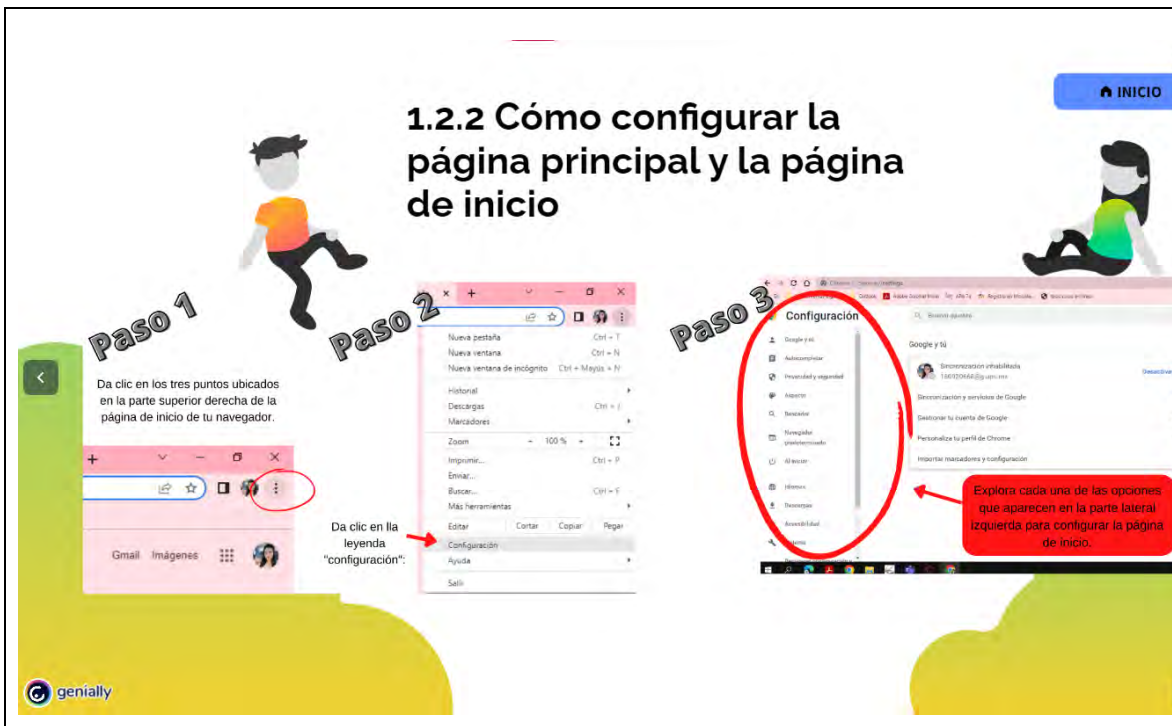 1.2.2 Cómo configurar la
página principal y la página
de inicio
INICIO
Paso 1
Da clic en los tres puntos ubicados
en la parte superior derecha de la
página de inicio de tu navegador.
Gmail Imágenes
Paso 2
Da clic en lla
leyenda
"configuración":
Nueva pestaña Ctrl + T
Nueva ventana Ctrl + N
Nueva ventana de incógnito Ctrl + Mayús + N
Historial
Descargas Ctrl + J
Marcadores
Zoom - 100 % +
Imprimir... Ctrl + P
Enviar...
Buscar... Ctrl + F
Más herramientas
Editar Cortar Copiar Pegar
Configuración
Ayuda
Salir
Paso 3
Configuración
Google y tú
Autocompletar
Privacidad y seguridad
Aspecto
Buscador
Navegador
predeterminado
Al iniciar
Idiomas
Descargas
Accesibilidad
Sistema
Buscar ajustes
Google y tú
Sincronización inhabilitada
Desactivar
Sincronización y servicios de Google
Gestionar tu cuenta de Google
Personaliza tu perfil de Chrome
Importar marcadores y configuración
Explora cada una de las opciones
que aparecen en la parte lateral
izquierda para configurar la página
de inicio.
genially